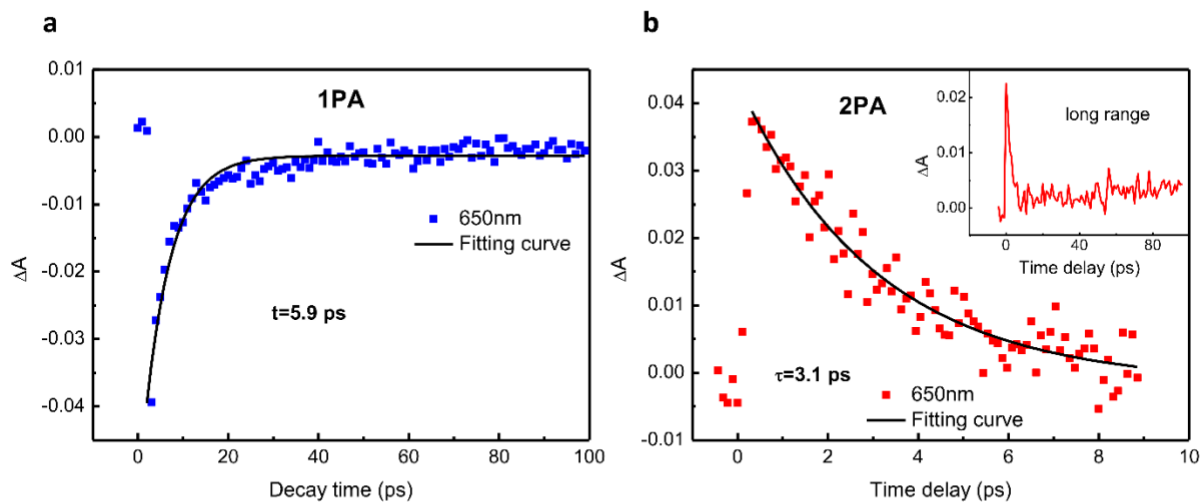 a
0.01
0.00
-0.01
-0.02
-0.03
-0.04
ΔA
1PA
650nm
Fitting curve
t=5.9 ps
0 20 40 60 80 100
Decay time (ps)
b
0.04
0.03
0.02
0.01
0.00
-0.01
ΔA
2PA
τ=3.1 ps
650nm
Fitting curve
0 2 4 6 8 10
Time delay (ps)
0.02
0.01
0.00
ΔA
long range
0 40 80
Time delay (ps)